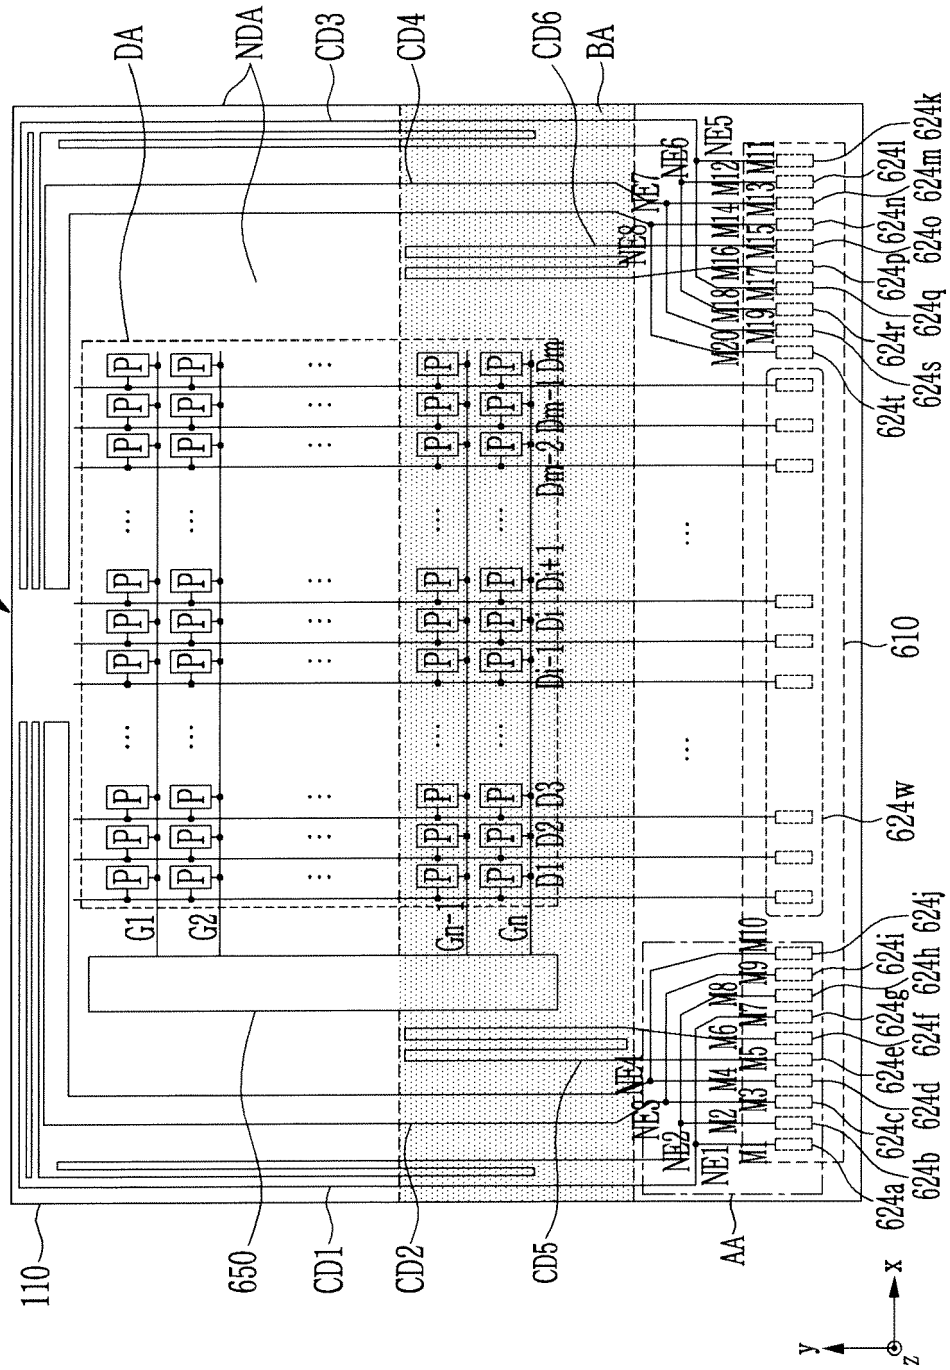 110
650
CD1
CD2
CD5
DA
NDA
CD3
CD4
CD6
BA
G1
P P P ... P P P ... P P P
G2
P P P P P P P P P
... ... ...
Gn-1
P P P ... P P P ... P P P
Gn
P P P ... P P P ... P P P
D1 D2 D3 Di-1 Di Di+1 Dm-2 Dm-1 Dm
... ...
NE4
NE3
NE2
NE1
NE8
NE7
NE6
NE5
M M2 M3 M4 M5 M6 M7 M8 M9 M10
M20 M19 M18 M17 M16 M15 M14 M13 M12 M11
AA
624a 624b 624c 624d 624e 624f 624g 624h 624i 624j
624w
610
624t 624s 624r 624q 624p 624o 624n 624m 624l 624k
y
z
x